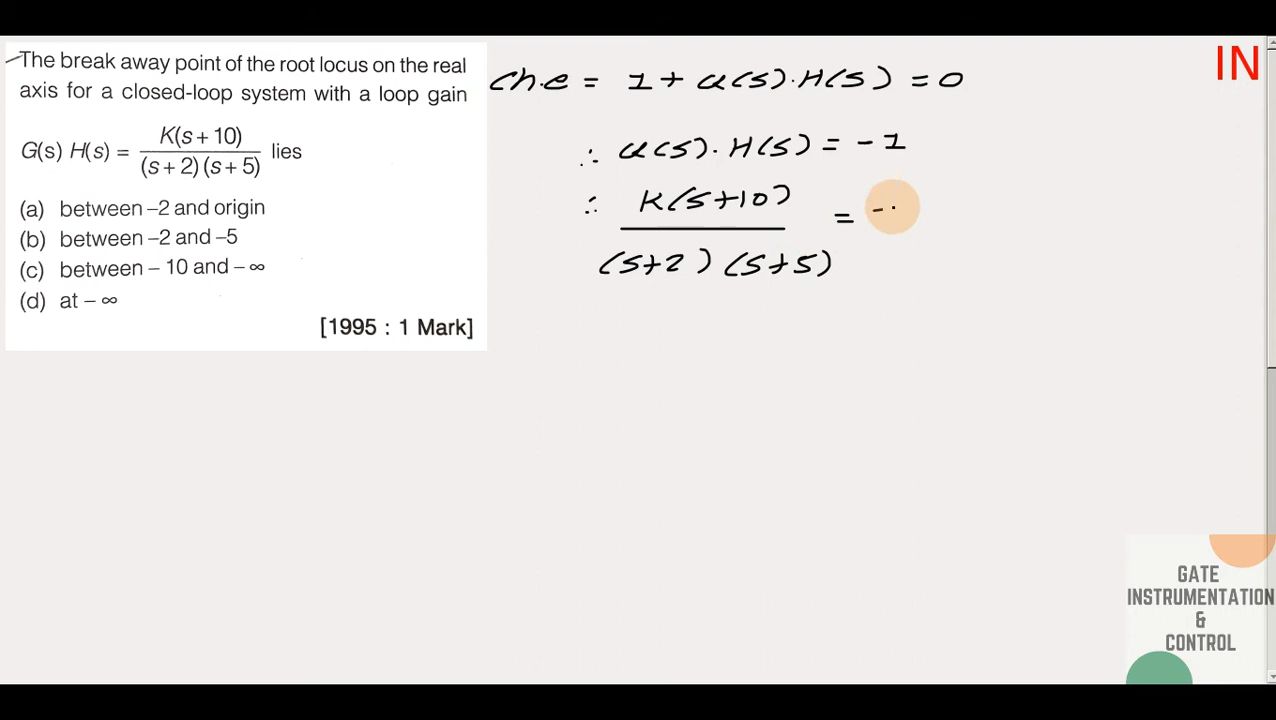 IN
The break away point of the root locus on the real
axis for a closed-loop system with a loop gain
G(s) H(s) = K(s + 10) / (s + 2) (s + 5) lies
(a) between –2 and origin
(b) between –2 and –5
(c) between – 10 and – ∞
(d) at – ∞
[1995 : 1 Mark]
Ch.e = 1 + G(s).H(s) = 0
∴ G(s).H(s) = -1
∴ K(s+10) / (s+2) (s+5) = -
GATE
INSTRUMENTATION
&
CONTROL